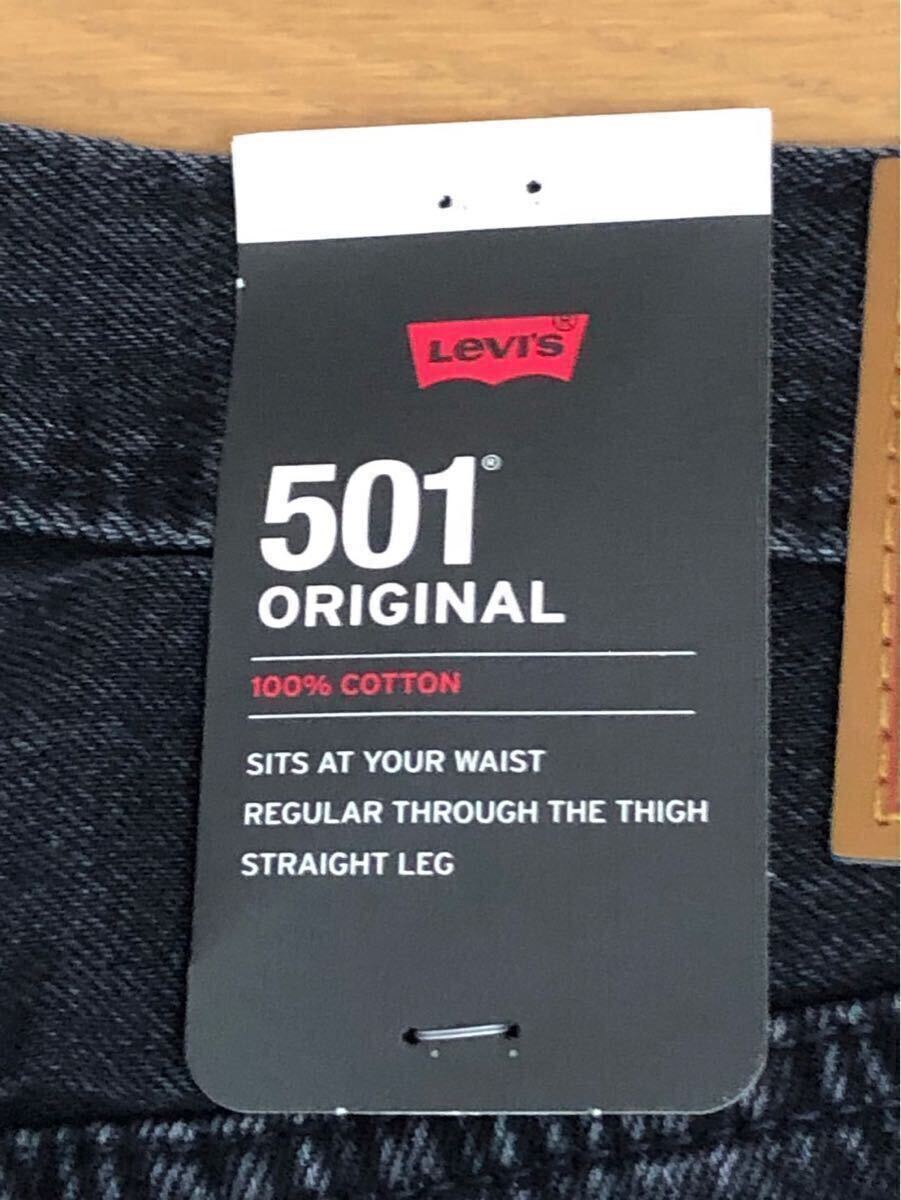 Levi's®
501®
ORIGINAL
100% COTTON
SITS AT YOUR WAIST
REGULAR THROUGH THE THIGH
STRAIGHT LEG